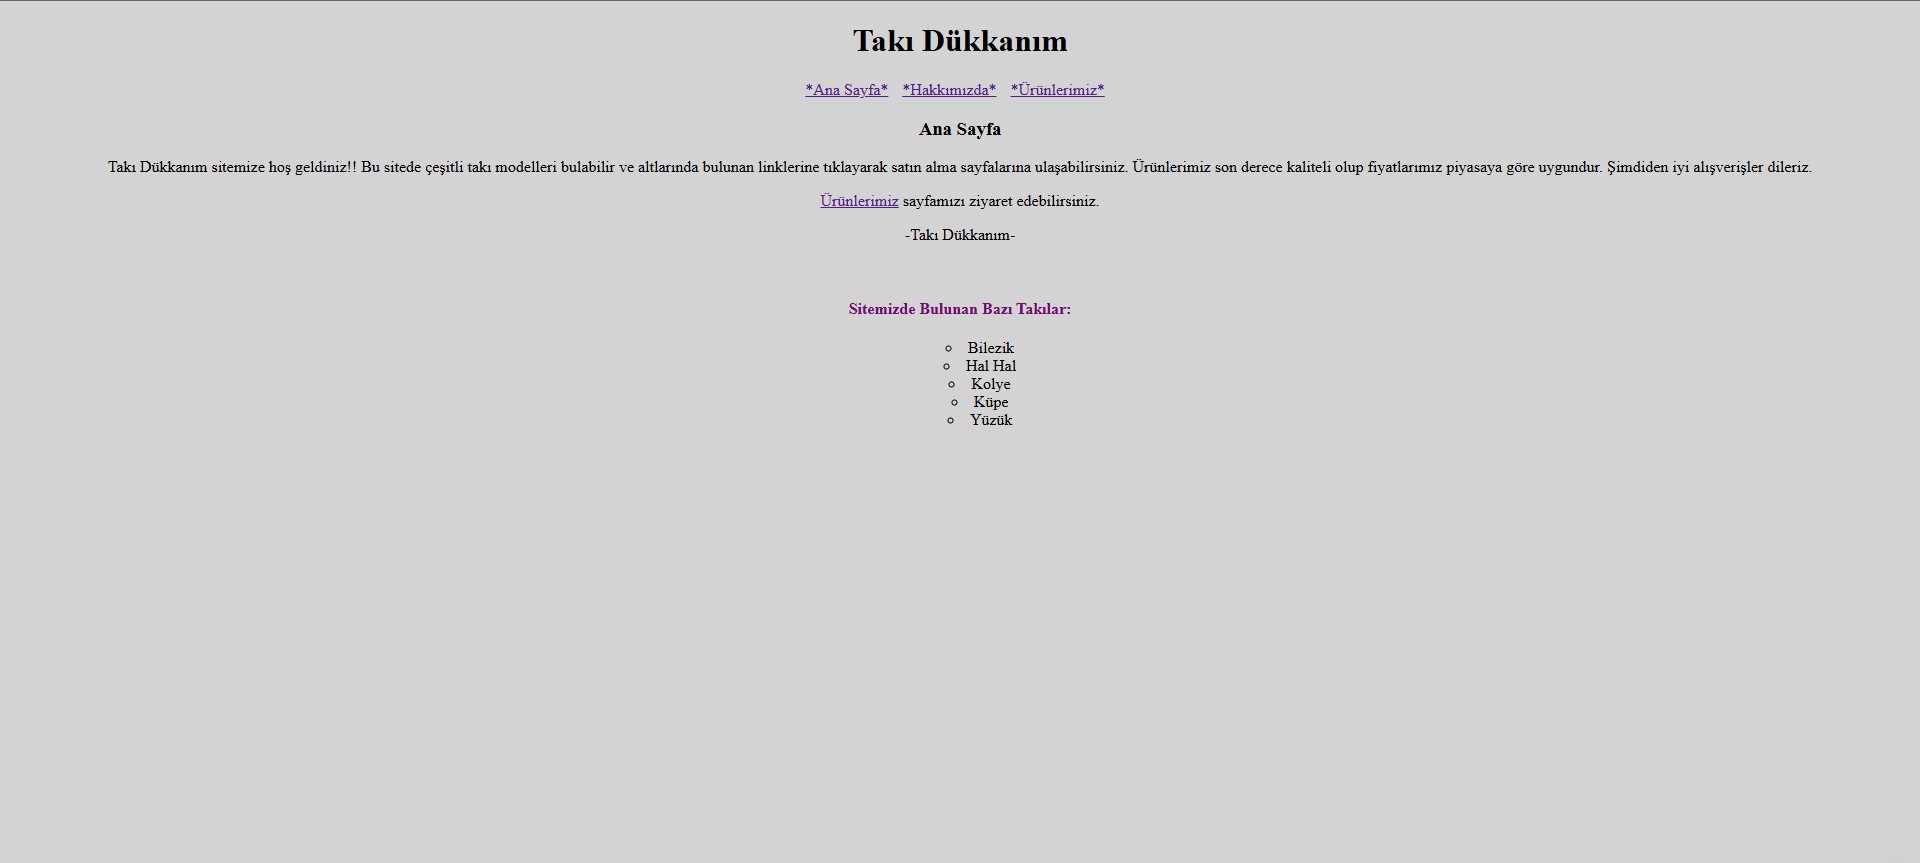 Takı Dükkanım
*Ana Sayfa* *Hakkımızda* *Ürünlerimiz*
Ana Sayfa
Takı Dükkanım sitemize hoş geldiniz!! Bu sitede çeşitli takı modelleri bulabilir ve altlarında bulunan linklerine tıklayarak satın alma sayfalarına ulaşabilirsiniz. Ürünlerimiz son derece kaliteli olup fiyatlarımız piyasaya göre uygundur. Şimdiden iyi alışverişler dileriz.
Ürünlerimiz sayfamızı ziyaret edebilirsiniz.
-Takı Dükkanım-
Sitemizde Bulunan Bazı Takılar:
Bilezik
Hal Hal
Kolye
Küpe
Yüzük